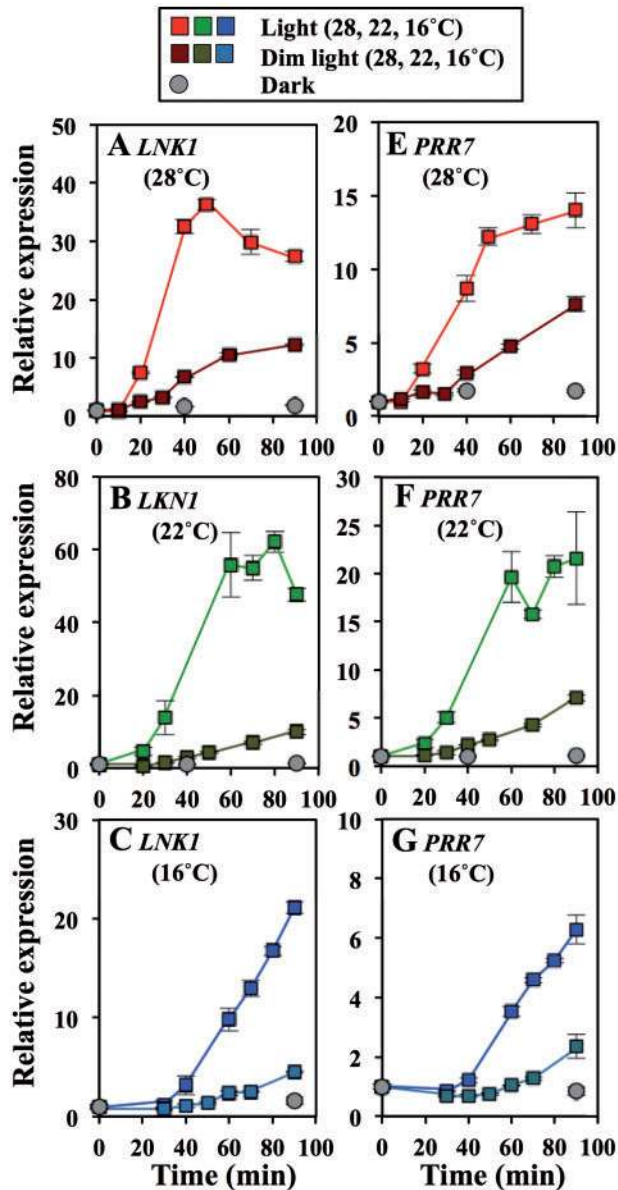 Light (28, 22, 16˚C)
Dim light (28, 22, 16˚C)
Dark
A LNK1
(28˚C)
Relative expression
50
40
30
20
10
0
0 20 40 60 80 100
E PRR7
(28˚C)
20
15
10
5
0
0 20 40 60 80 100
B LKN1
(22˚C)
Relative expression
80
60
40
20
0
0 20 40 60 80 100
F PRR7
(22˚C)
30
25
20
15
10
5
0
0 20 40 60 80 100
C LNK1
(16˚C)
Relative expression
30
20
10
0
0 20 40 60 80 100
Time (min)
G PRR7
(16˚C)
10
8
6
4
2
0
0 20 40 60 80 100
Time (min)